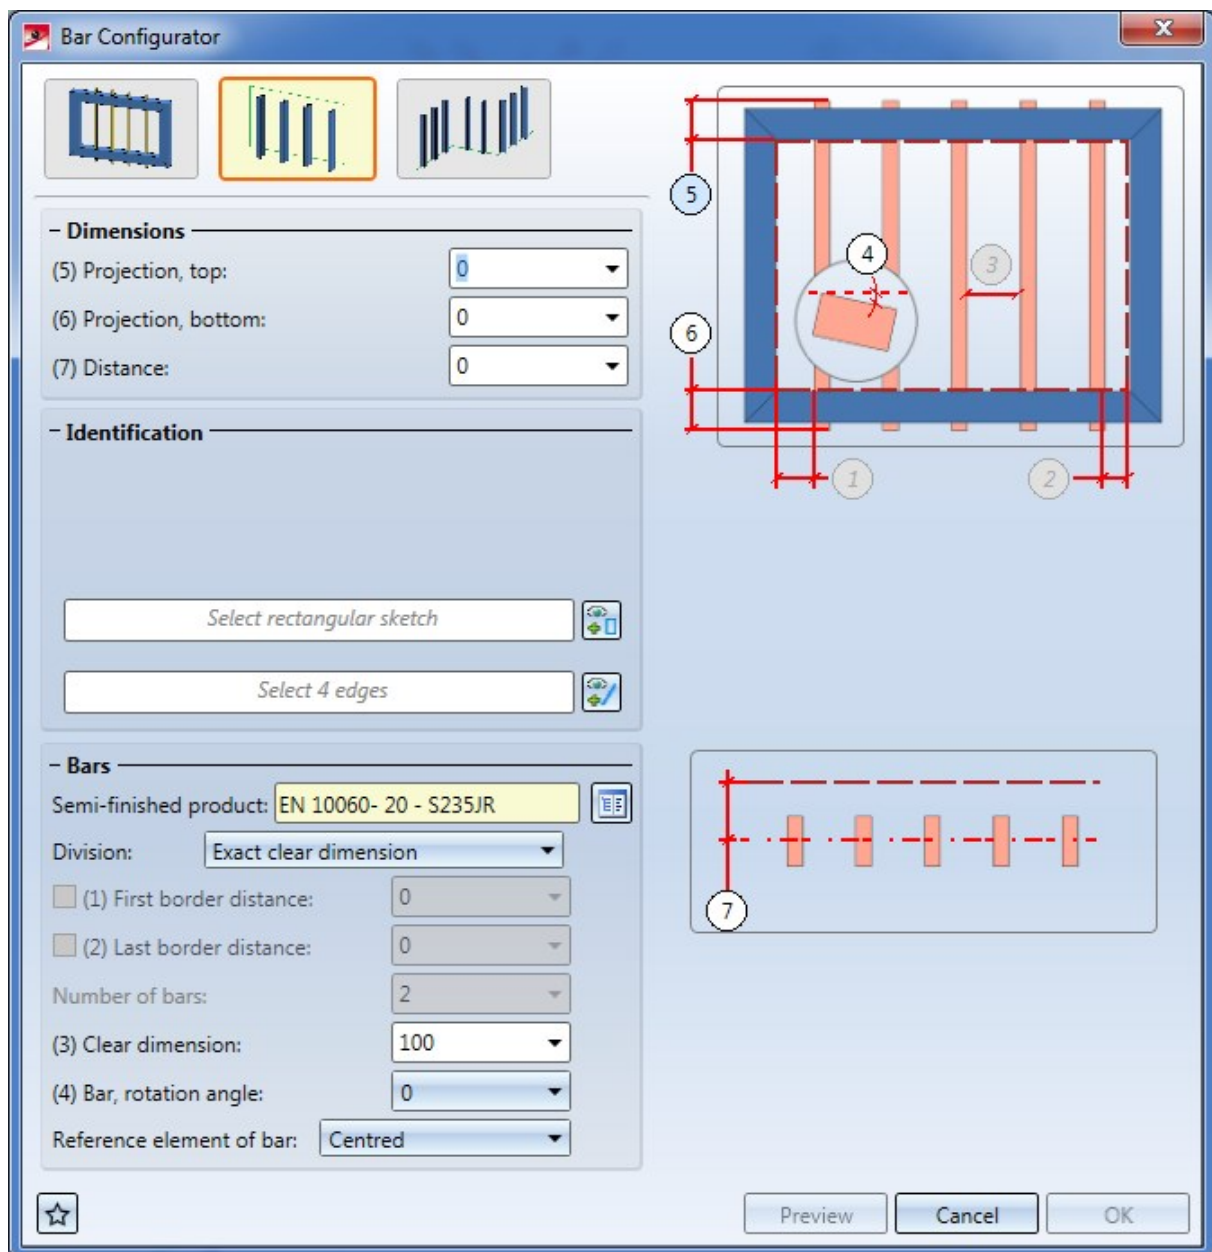 Bar Configurator
x
– Dimensions
(5) Projection, top: 0
(6) Projection, bottom: 0
(7) Distance: 0
– Identification
Select rectangular sketch
Select 4 edges
– Bars
Semi-finished product: EN 10060- 20 - S235JR
Division: Exact clear dimension
(1) First border distance: 0
(2) Last border distance: 0
Number of bars: 2
(3) Clear dimension: 100
(4) Bar, rotation angle: 0
Reference element of bar: Centred
5
4
3
6
1
2
7
Preview
Cancel
OK